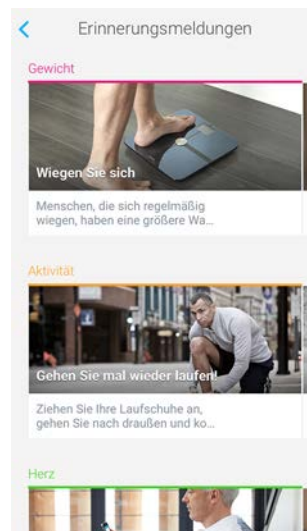 Erinnerungsmeldungen
Gewicht
Wiegen Sie sich
Menschen, die sich regelmäßig
wiegen, haben eine größere Wa...
Aktivität
Gehen Sie mal wieder laufen!
Ziehen Sie Ihre Laufschuhe an,
gehen Sie nach draußen und ko...
Herz